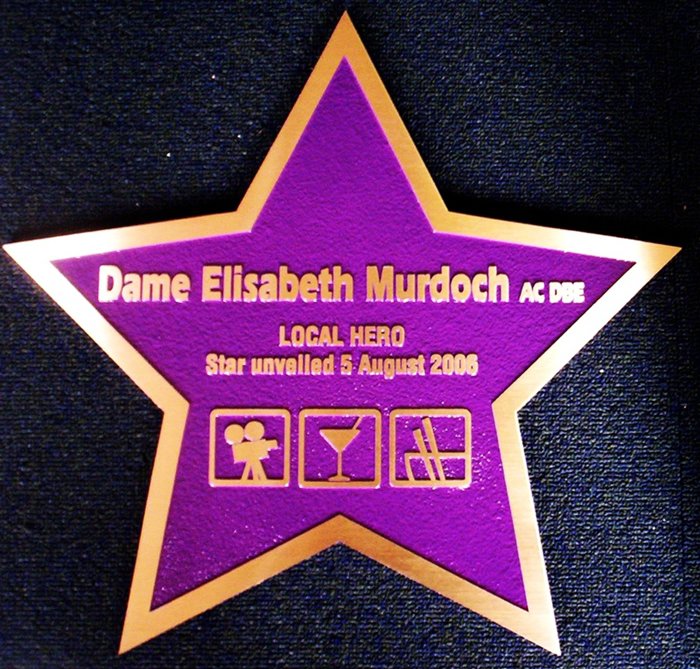 Dame Elisabeth Murdoch AC DBE
LOCAL HERO
Star unveiled 5 August 2006